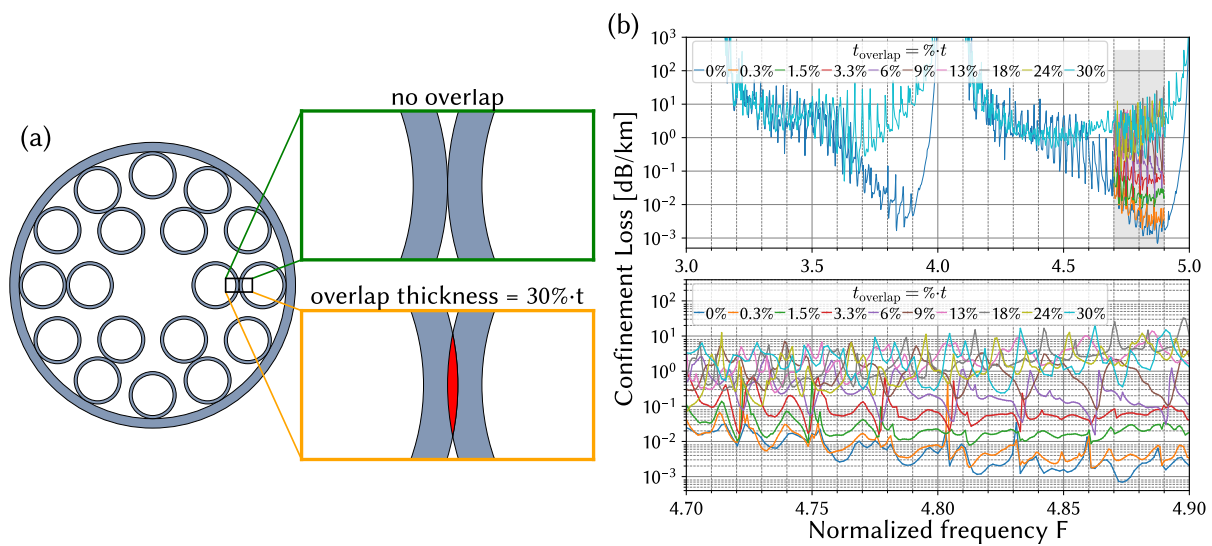 (a)
no overlap
overlap thickness = 30%·t
(b)
Confinement Loss [dB/km]
10³
10²
10¹
10⁰
10⁻¹
10⁻²
10⁻³
t_overlap = %·t
0% 0.3% 1.5% 3.3% 6% 9% 13% 18% 24% 30%
3.0 3.5 4.0 4.5 5.0
10²
10¹
10⁰
10⁻¹
10⁻²
10⁻³
t_overlap = %·t
0% 0.3% 1.5% 3.3% 6% 9% 13% 18% 24% 30%
4.70 4.75 4.80 4.85 4.90
Normalized frequency F